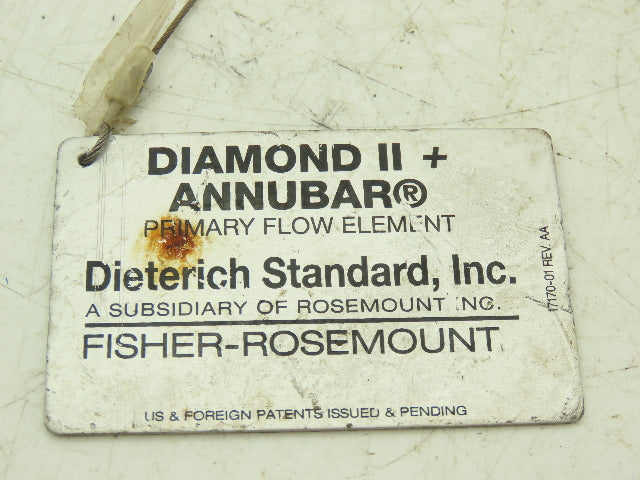 DIAMOND II +
ANNUBAR®
PRIMARY FLOW ELEMENT
Dieterich Standard, Inc.
A SUBSIDIARY OF ROSEMOUNT INC.
FISHER-ROSEMOUNT
US & FOREIGN PATENTS ISSUED & PENDING
17170-01 REV. AA